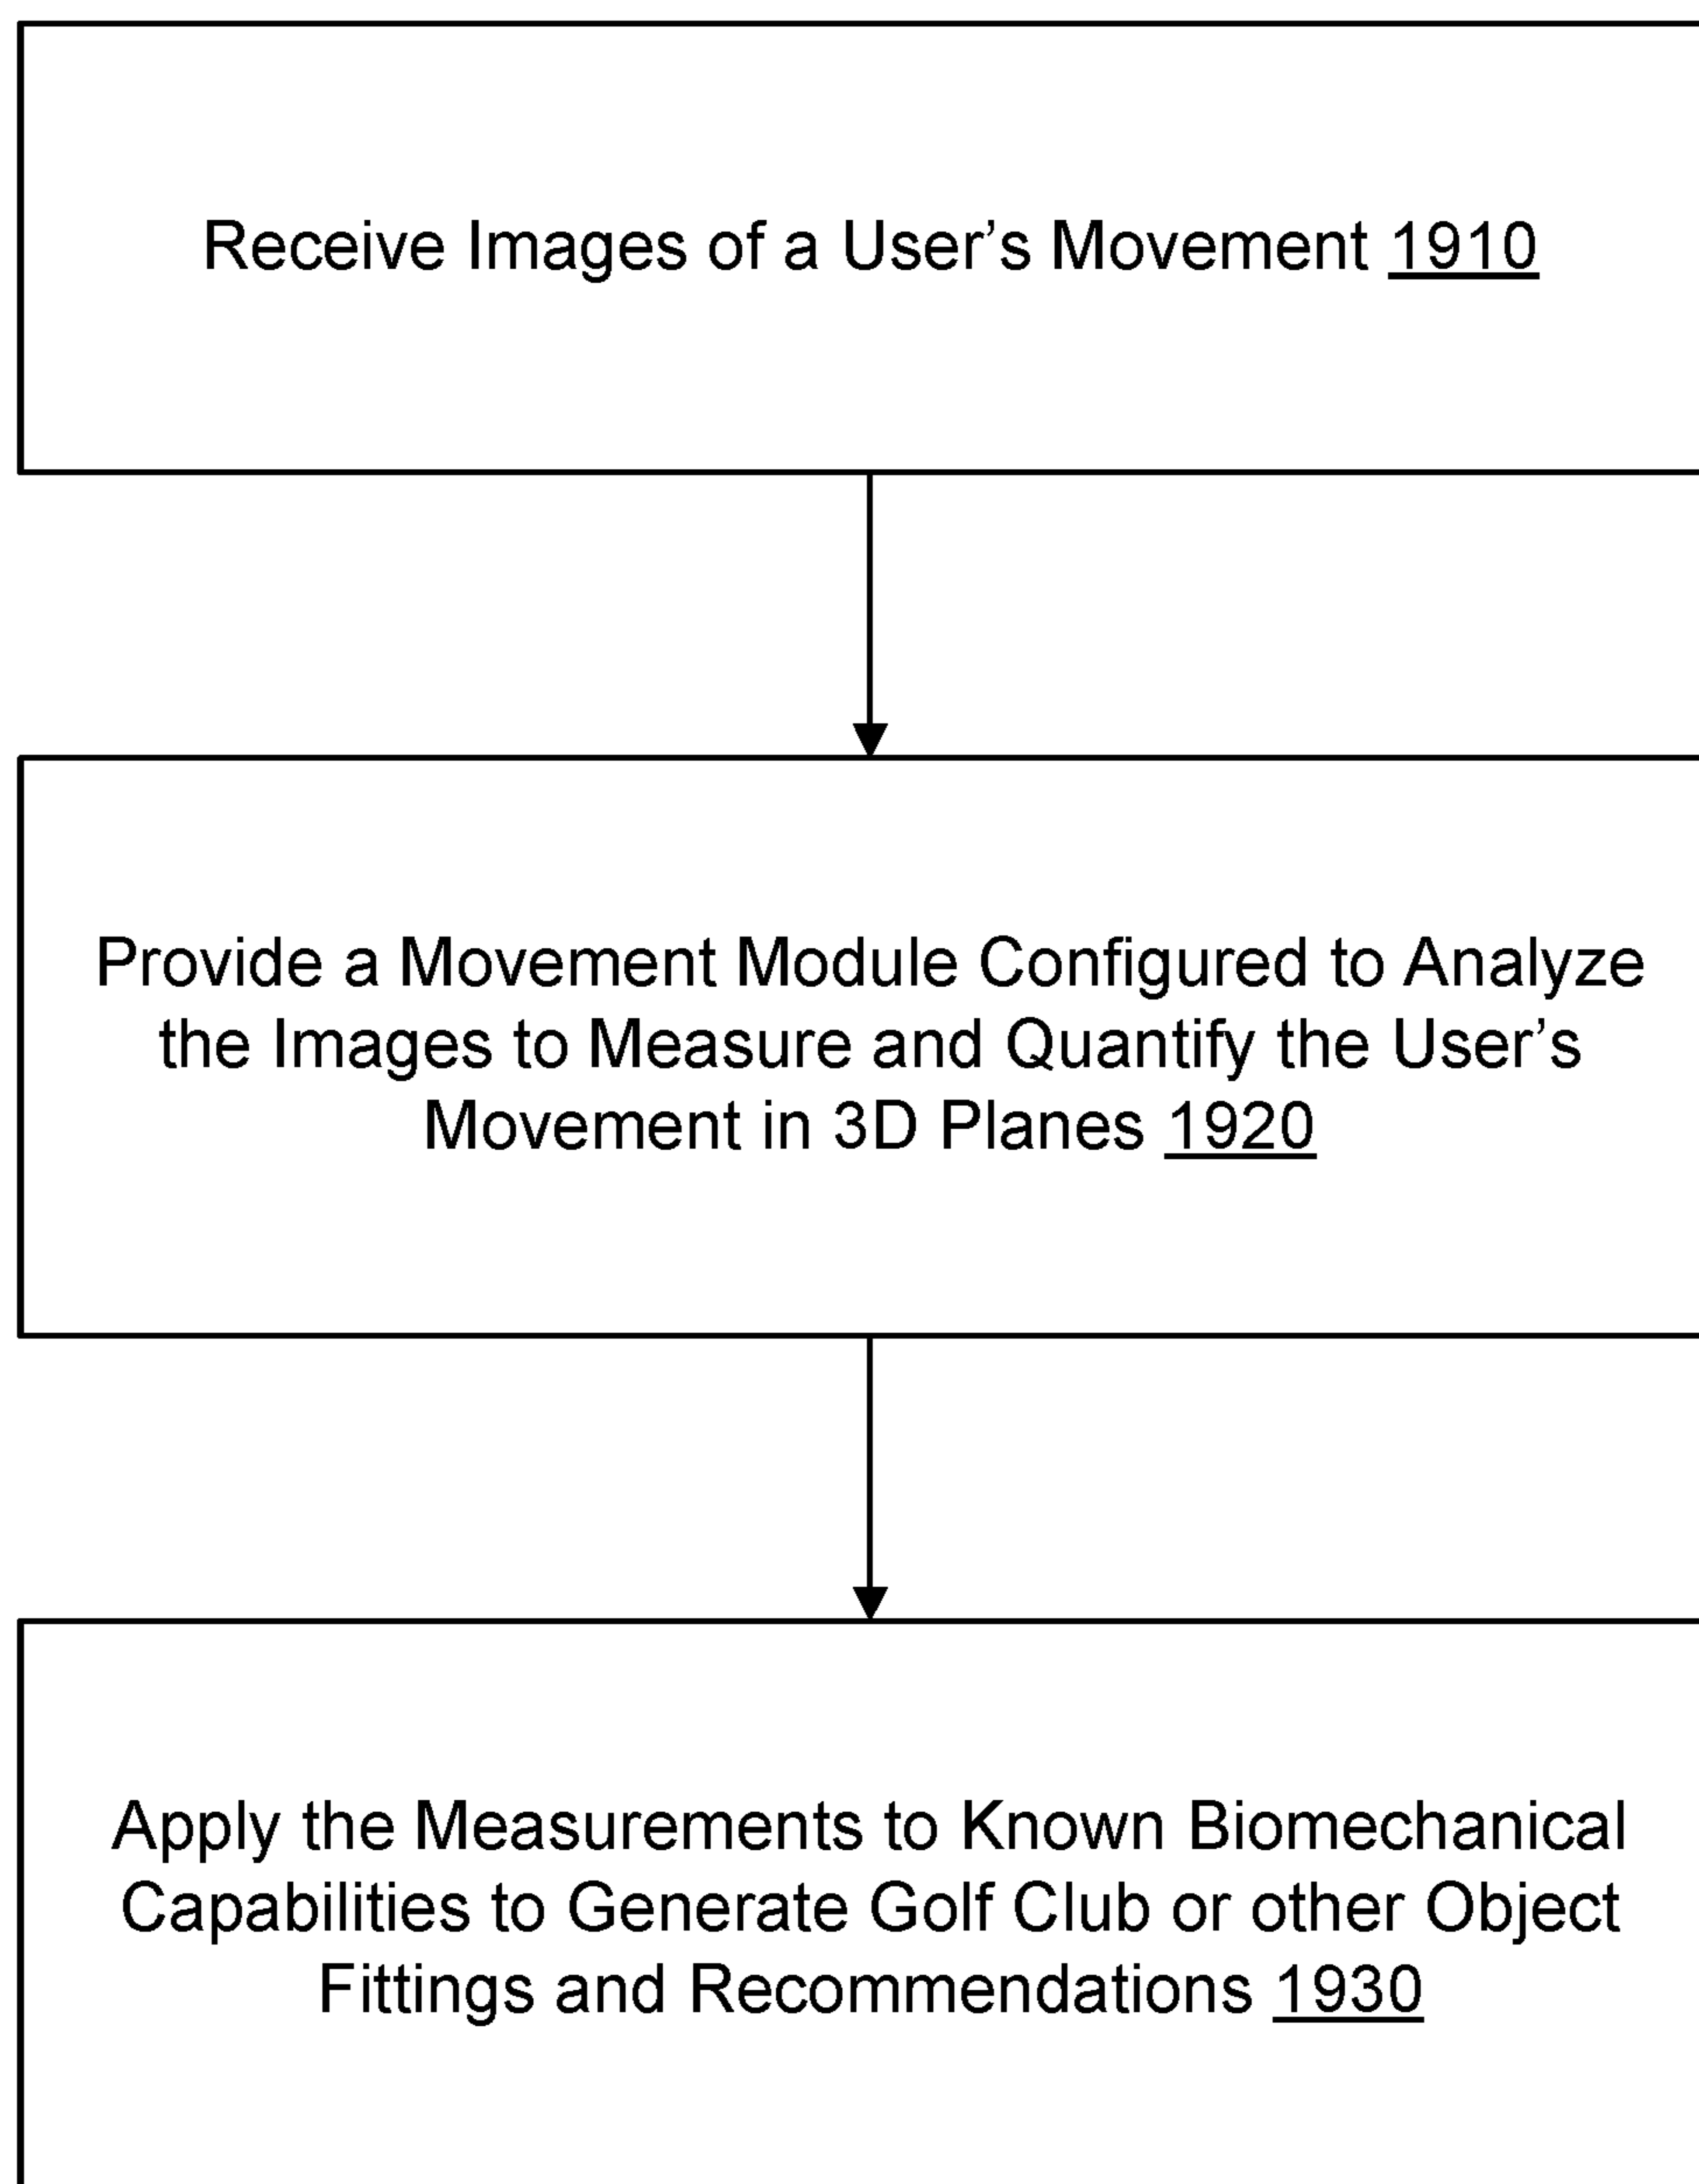 Receive Images of a User’s Movement 1910
Provide a Movement Module Configured to Analyze
the Images to Measure and Quantify the User’s
Movement in 3D Planes 1920
Apply the Measurements to Known Biomechanical
Capabilities to Generate Golf Club or other Object
Fittings and Recommendations 1930